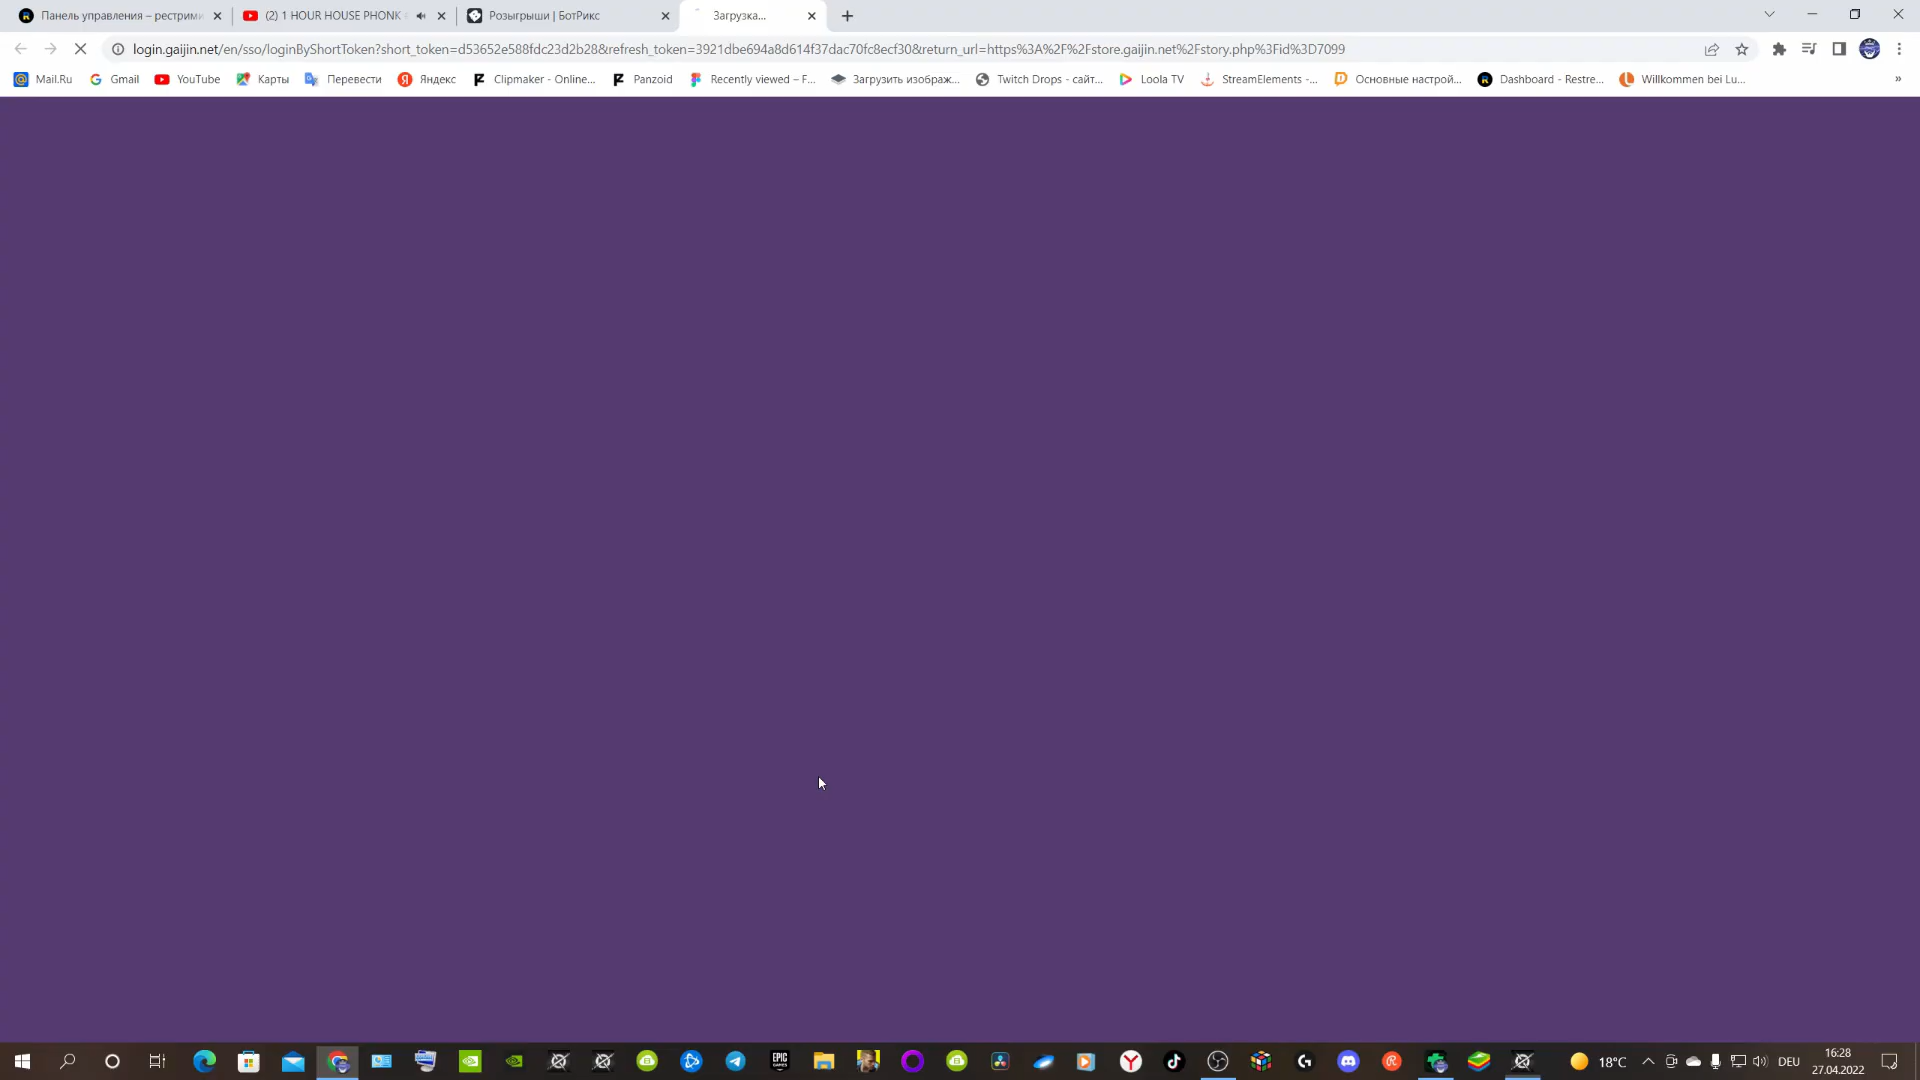 Панель управления – рестрими
(2) 1 HOUR HOUSE PHONK
Розыгрыши | БотРикс
Загрузка...
login.gaijin.net/en/sso/loginByShortToken?short_token=d53652e588fdc23d2b28&refresh_token=3921dbe694a8d614f37dac70fc8ecf30&return_url=https%3A%2F%2Fstore.gaijin.net%2Fstory.php%3Fid%3D7099
Mail.Ru
Gmail
YouTube
Карты
Перевести
Яндекс
Clipmaker - Online...
Panzoid
Recently viewed – F...
Загрузить изображ...
Twitch Drops - сайт...
Loola TV
StreamElements -...
Основные настрой...
Dashboard - Restre...
Willkommen bei Lu...
»
EPIC GAMES
18°C
DEU
16:28
27.04.2022